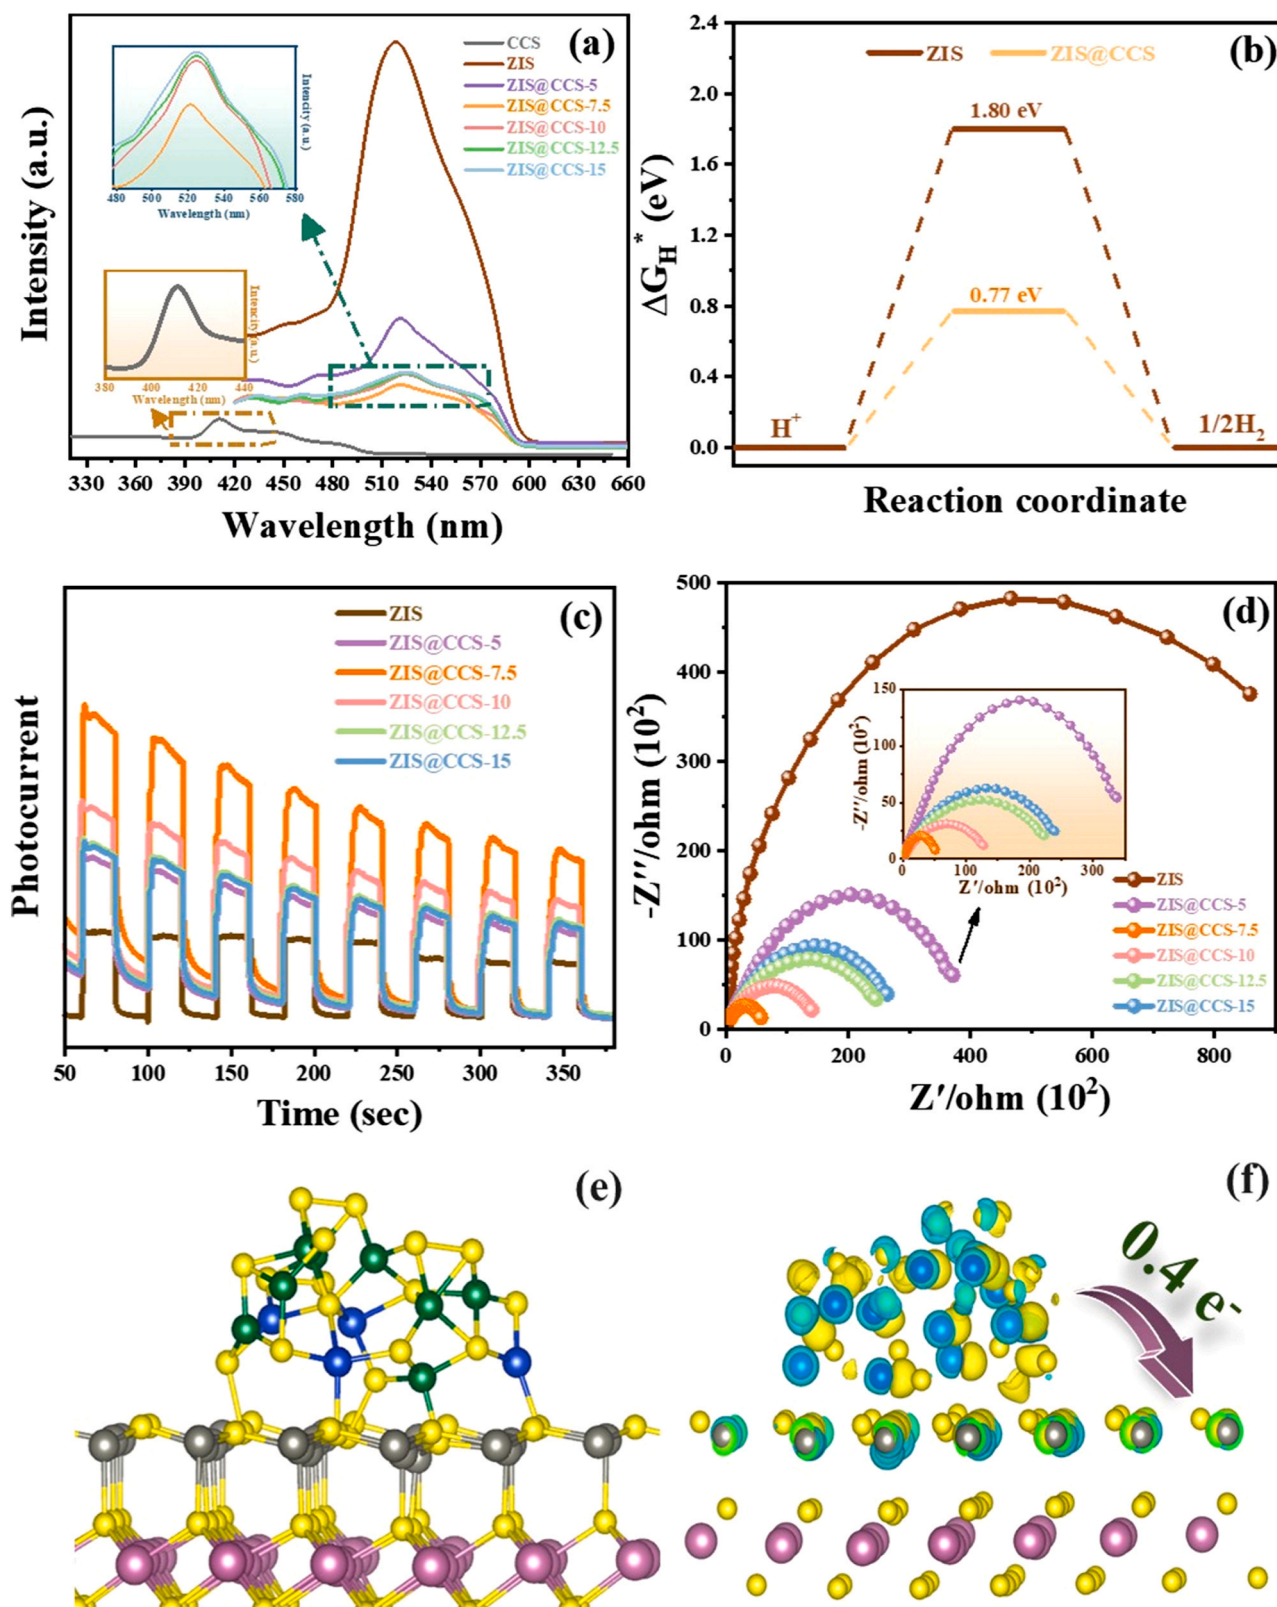 (a)
CCS
ZIS
ZIS@CCS-5
ZIS@CCS-7.5
ZIS@CCS-10
ZIS@CCS-12.5
ZIS@CCS-15
Intencity (a.u.)
480 500 520 540 560 580
Wavelength (nm)
Intencity (a.u.)
380 400 420 440
Wavelength (nm)
Intensity (a.u.)
330 360 390 420 450 480 510 540 570 600 630 660
Wavelength (nm)
(b)
ZIS ZIS@CCS
2.4
2.0
1.6
1.2
0.8
0.4
0.0
ΔG_H* (eV)
1.80 eV
0.77 eV
H⁺
1/2H₂
Reaction coordinate
(c)
ZIS
ZIS@CCS-5
ZIS@CCS-7.5
ZIS@CCS-10
ZIS@CCS-12.5
ZIS@CCS-15
Photocurrent
50 100 150 200 250 300 350
Time (sec)
(d)
500
400
300
200
100
0
-Z''/ohm (10²)
150
100
50
0
-Z''/ohm (10²)
0 100 200 300
Z'/ohm (10²)
ZIS
ZIS@CCS-5
ZIS@CCS-7.5
ZIS@CCS-10
ZIS@CCS-12.5
ZIS@CCS-15
0 200 400 600 800
Z'/ohm (10²)
(e)
(f)
0.4 e⁻